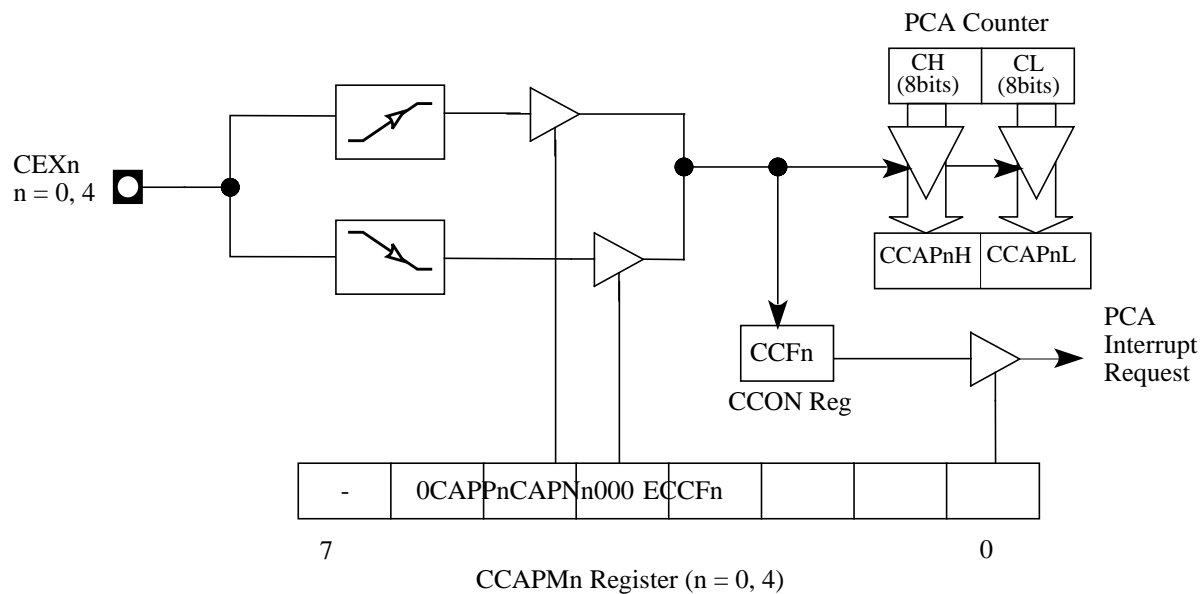 PCA Counter
CH
(8bits)
CL
(8bits)
CEXn
n = 0, 4
CCAPnH
CCAPnL
PCA
Interrupt
Request
CCFn
CCON Reg
- 0CAPPnCAPNn000 ECCFn
7
0
CCAPMn Register (n = 0, 4)